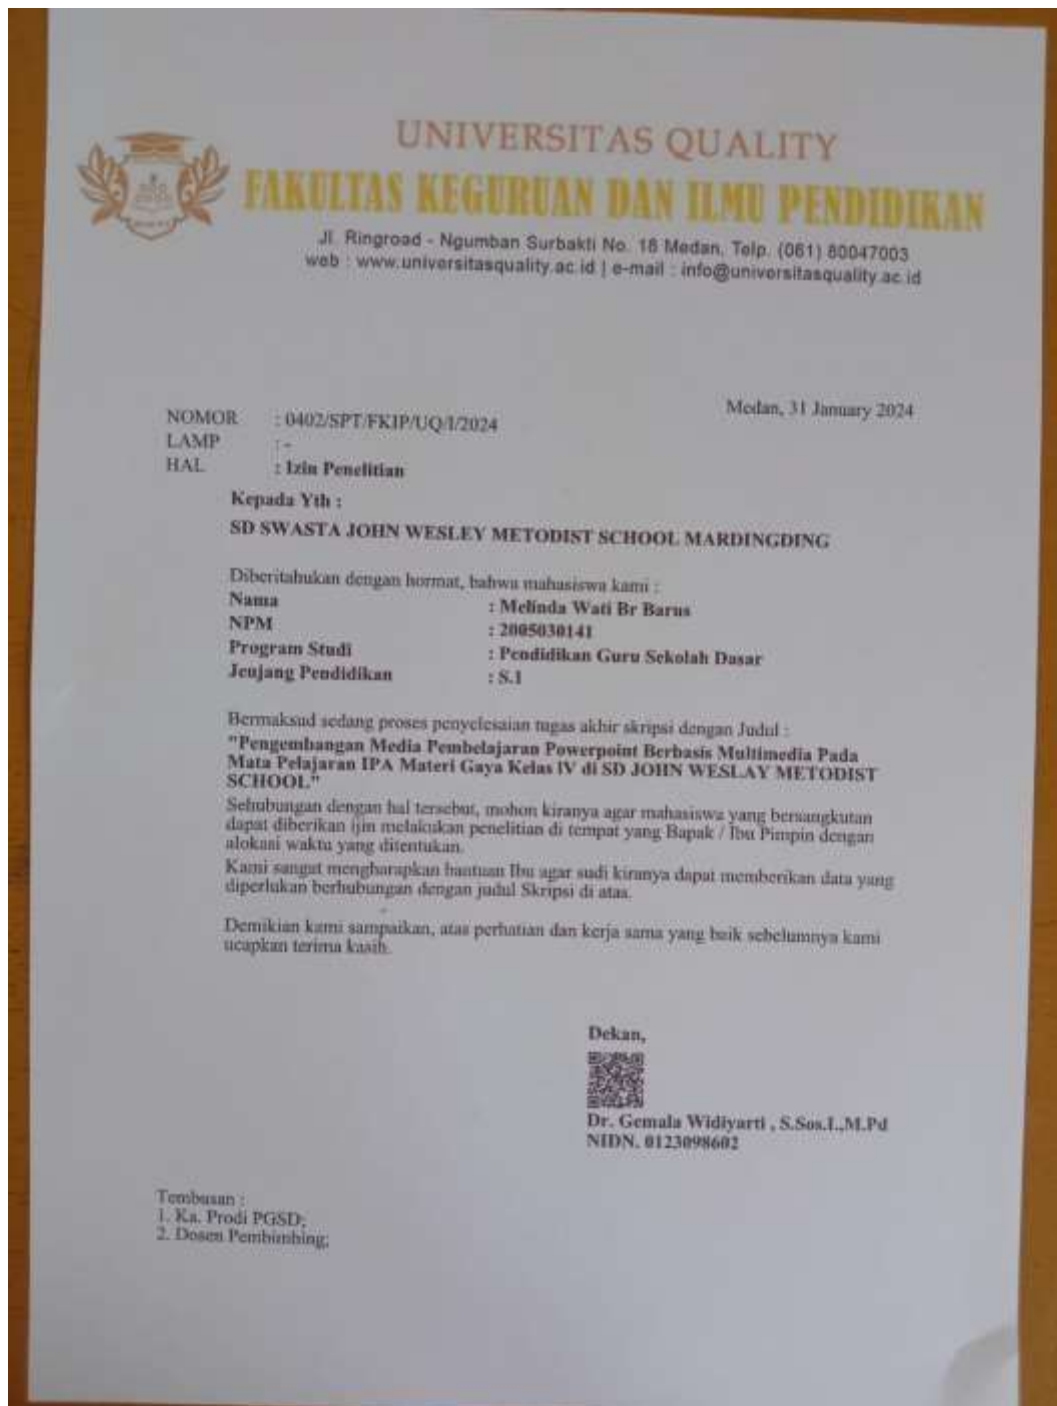 UNIVERSITAS QUALITY
FAKULTAS KEGURUAN DAN ILMU PENDIDIKAN
Jl. Ringroad - Ngumban Surbakti No. 18 Medan, Telp. (061) 80047003
web : www.universitasquality.ac.id | e-mail : info@universitasquality.ac.id
Medan, 31 January 2024
NOMOR : 0402/SPT/FKIP/UQ/I/2024
LAMP : -
HAL : Izin Penelitian
Kepada Yth :
SD SWASTA JOHN WESLEY METODIST SCHOOL MARDINGDING
Diberitahukan dengan hormat, bahwa mahasiswa kami :
Nama : Melinda Wati Br Barus
NPM : 2005030141
Program Studi : Pendidikan Guru Sekolah Dasar
Jenjang Pendidikan : S.1
Bermaksud sedang proses penyelesaian tugas akhir skripsi dengan Judul :
"Pengembangan Media Pembelajaran Powerpoint Berbasis Multimedia Pada
Mata Pelajaran IPA Materi Gaya Kelas IV di SD JOHN WESLAY METODIST
SCHOOL"
Sehubungan dengan hal tersebut, mohon kiranya agar mahasiswa yang bersangkutan
dapat diberikan ijin melakukan penelitian di tempat yang Bapak / Ibu Pimpin dengan
alokasi waktu yang ditentukan.
Kami sangat mengharapkan bantuan Ibu agar sudi kiranya dapat memberikan data yang
diperlukan berhubungan dengan judul Skripsi di atas.
Demikian kami sampaikan, atas perhatian dan kerja sama yang baik sebelumnya kami
ucapkan terima kasih.
Dekan,
Dr. Gemala Widiyarti , S.Sos.I.,M.Pd
NIDN. 0123098602
Tembusan :
1. Ka. Prodi PGSD;
2. Dosen Pembimbing;